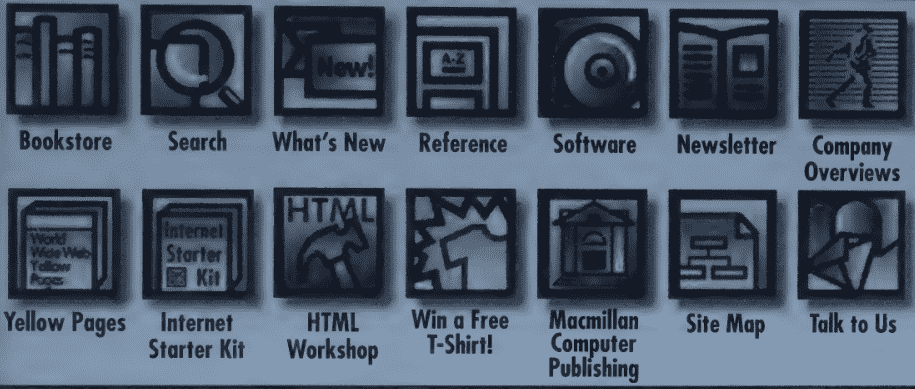 New!
A-Z
Bookstore
Search
What's New
Reference
Software
Newsletter
Company
Overviews
World
Wide Web
Yellow
Pages
Internet
Starter
Kit
HTML
Yellow Pages
Internet
Starter Kit
HTML
Workshop
Win a Free
T-Shirt!
Macmillan
Computer
Publishing
Site Map
Talk to Us